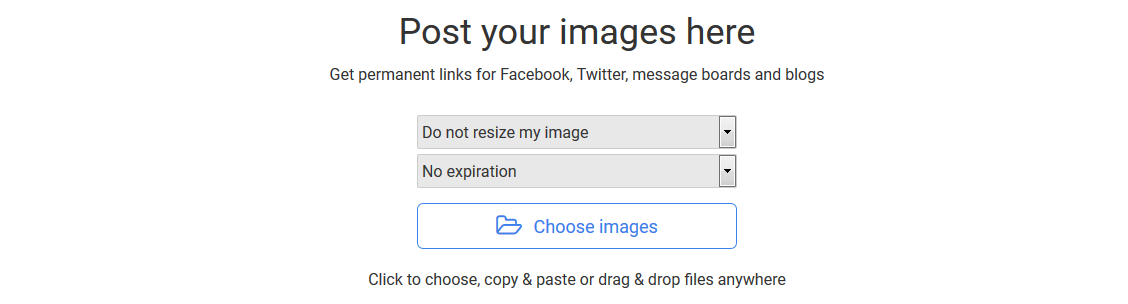 Post your images here
Get permanent links for Facebook, Twitter, message boards and blogs
Do not resize my image
No expiration
Choose images
Click to choose, copy & paste or drag & drop files anywhere